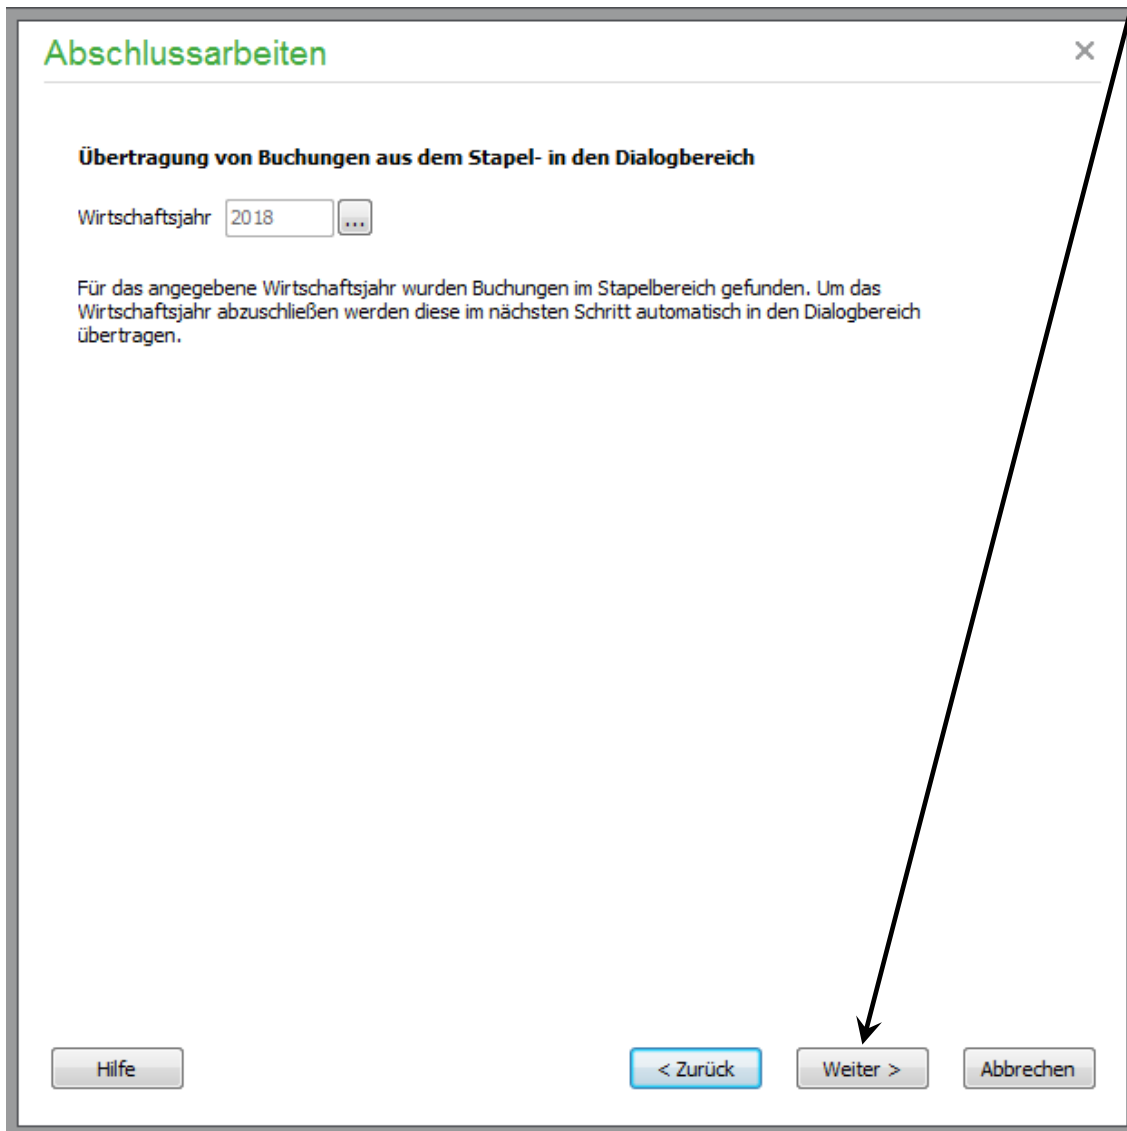 Abschlussarbeiten
Übertragung von Buchungen aus dem Stapel- in den Dialogbereich
Wirtschaftsjahr 2018 ...
Für das angegebene Wirtschaftsjahr wurden Buchungen im Stapelbereich gefunden. Um das
Wirtschaftsjahr abzuschließen werden diese im nächsten Schritt automatisch in den Dialogbereich
übertragen.
Hilfe < Zurück Weiter > Abbrechen